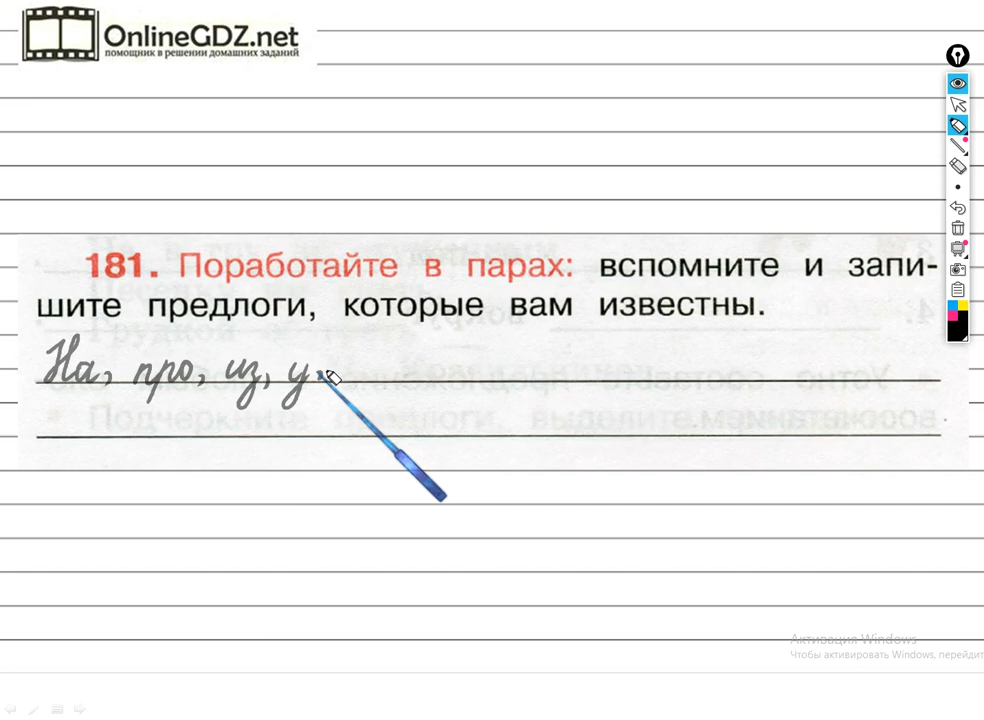 OnlineGDZ.net
помощник в решении домашних заданий
181. Поработайте в парах: вспомните и запи-
шите предлоги, которые вам известны.
На, про, из, у
Активация Windows
Чтобы активировать Windows, перейдит